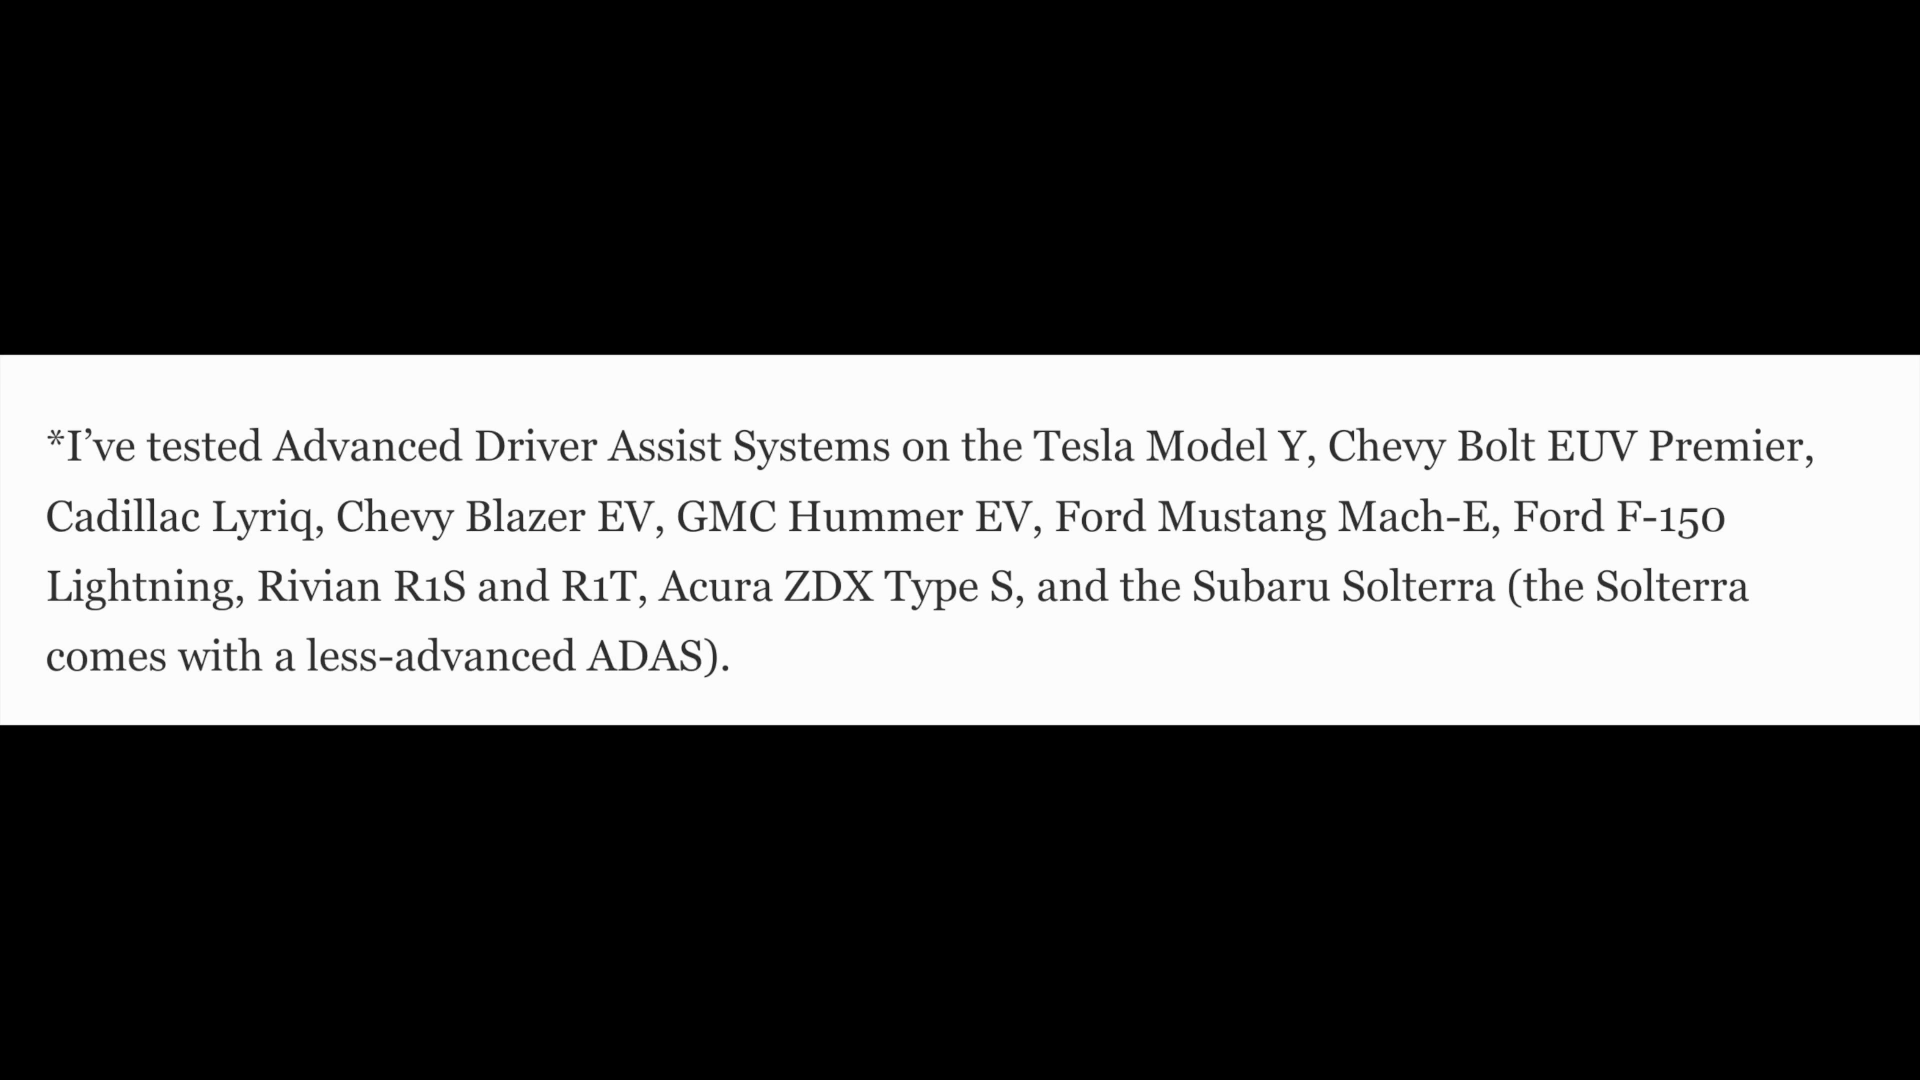 *I’ve tested Advanced Driver Assist Systems on the Tesla Model Y, Chevy Bolt EUV Premier,
Cadillac Lyriq, Chevy Blazer EV, GMC Hummer EV, Ford Mustang Mach-E, Ford F-150
Lightning, Rivian R1S and R1T, Acura ZDX Type S, and the Subaru Solterra (the Solterra
comes with a less-advanced ADAS).